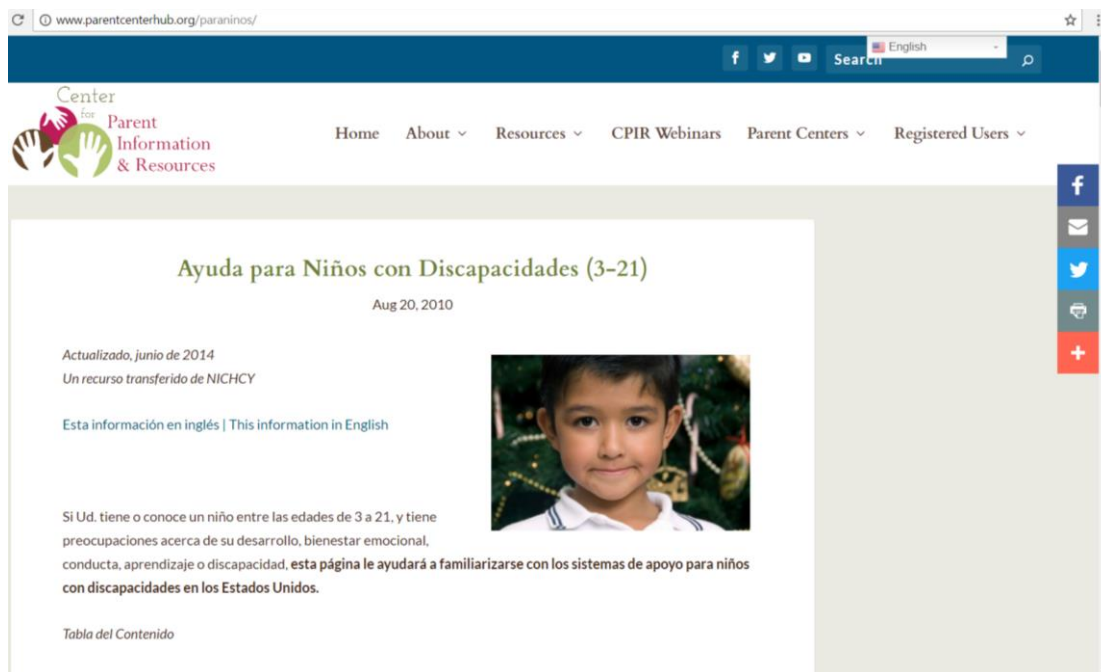 www.parentcenterhub.org/paraninos/
English
Search
Center
for
Parent
Information
& Resources
Home About Resources CPIR Webinars Parent Centers Registered Users
Ayuda para Niños con Discapacidades (3-21)
Aug 20, 2010
Actualizado, junio de 2014
Un recurso transferido de NICHCY
Esta información en inglés | This information in English
Si Ud. tiene o conoce un niño entre las edades de 3 a 21, y tiene
preocupaciones acerca de su desarrollo, bienestar emocional,
conducta, aprendizaje o discapacidad, esta página le ayudará a familiarizarse con los sistemas de apoyo para niños
con discapacidades en los Estados Unidos.
Tabla del Contenido